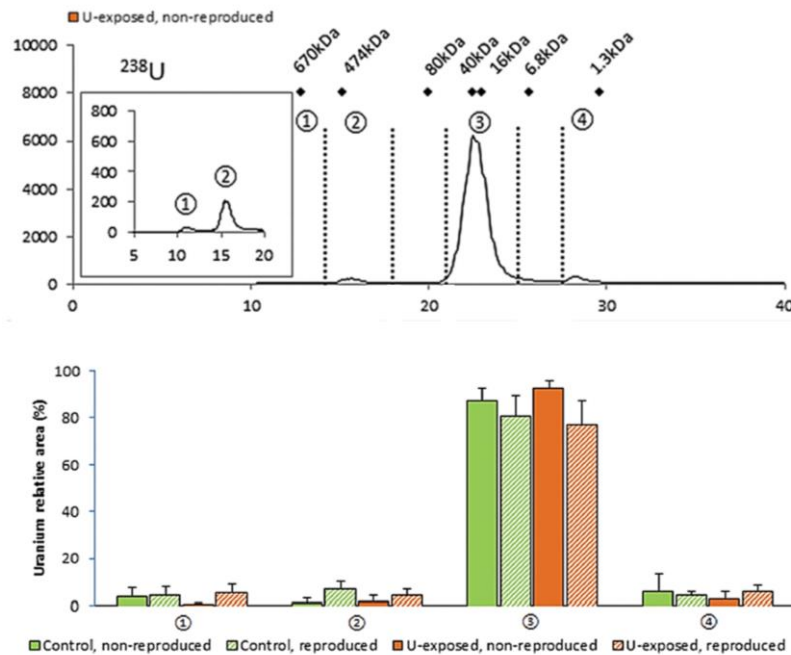 U-exposed, non-reproduced
238U
670kDa 474kDa 80kDa 40kDa 16kDa 6.8kDa 1.3kDa
10000
8000
6000
4000
2000
0
0 10 20 30 40
① ② ③ ④
800
600
400
200
0
5 10 15 20
① ②
Uranium relative area (%)
100
80
60
40
20
0
① ② ③ ④
Control, non-reproduced Control, reproduced U-exposed, non-reproduced U-exposed, reproduced